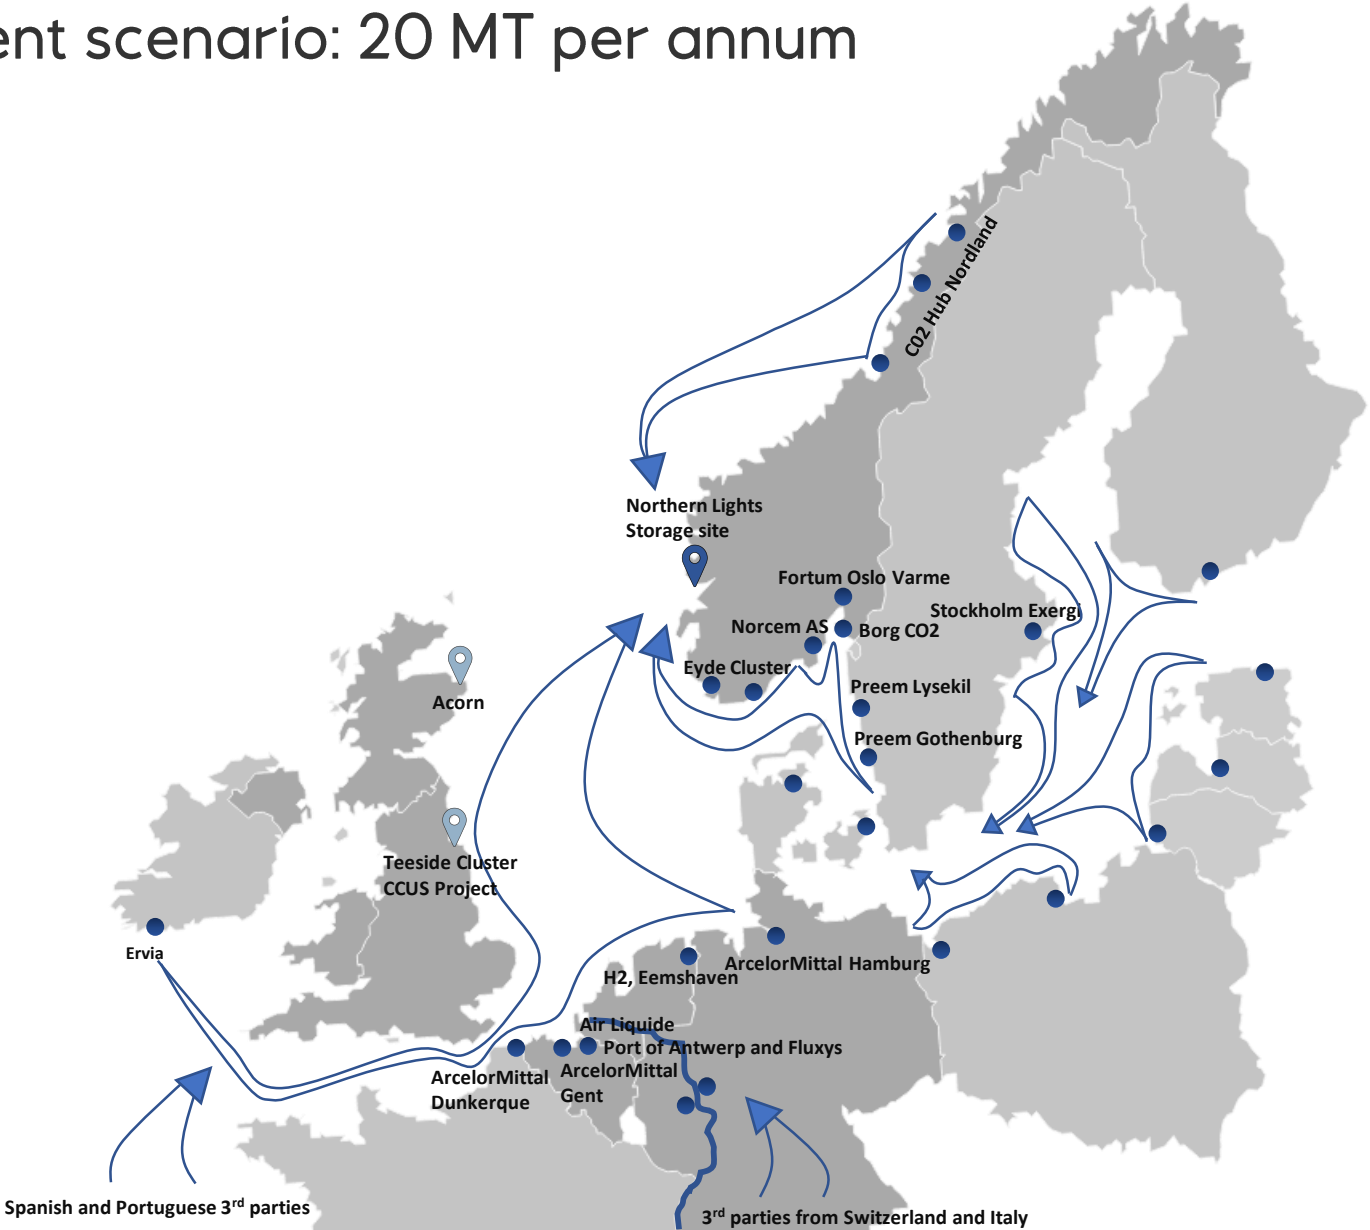 ent scenario: 20 MT per annum
C02 Hub Nordland
Northern Lights
Storage site
Fortum Oslo Varme
Stockholm Exergi
Norcem AS
Borg CO2
Eyde Cluster
Preem Lysekil
Acorn
Preem Gothenburg
Teeside Cluster
CCUS Project
Ervia
ArcelorMittal Hamburg
H2, Eemshaven
Air Liquide
Port of Antwerp and Fluxys
ArcelorMittal
Dunkerque
ArcelorMittal
Gent
Spanish and Portuguese 3rd parties
3rd parties from Switzerland and Italy